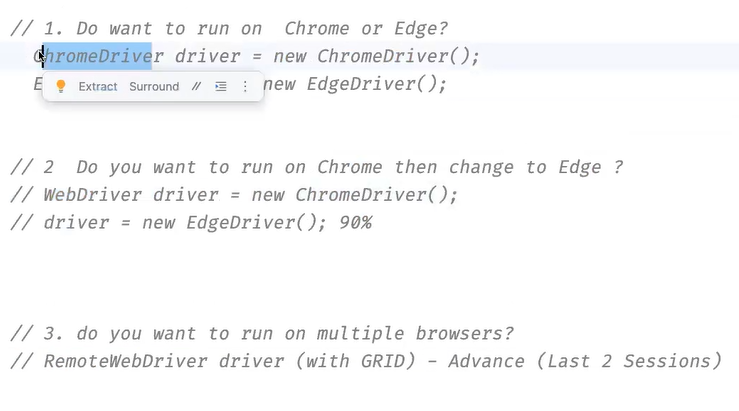 // 1. Do want to run on  Chrome or Edge?
ChromeDriver driver = new ChromeDriver();
E new EdgeDriver();
Extract Surround // ⋮
// 2  Do you want to run on Chrome then change to Edge ?
// WebDriver driver = new ChromeDriver();
// driver = new EdgeDriver(); 90%
// 3. do you want to run on multiple browsers?
// RemoteWebDriver driver (with GRID) – Advance (Last 2 Sessions)